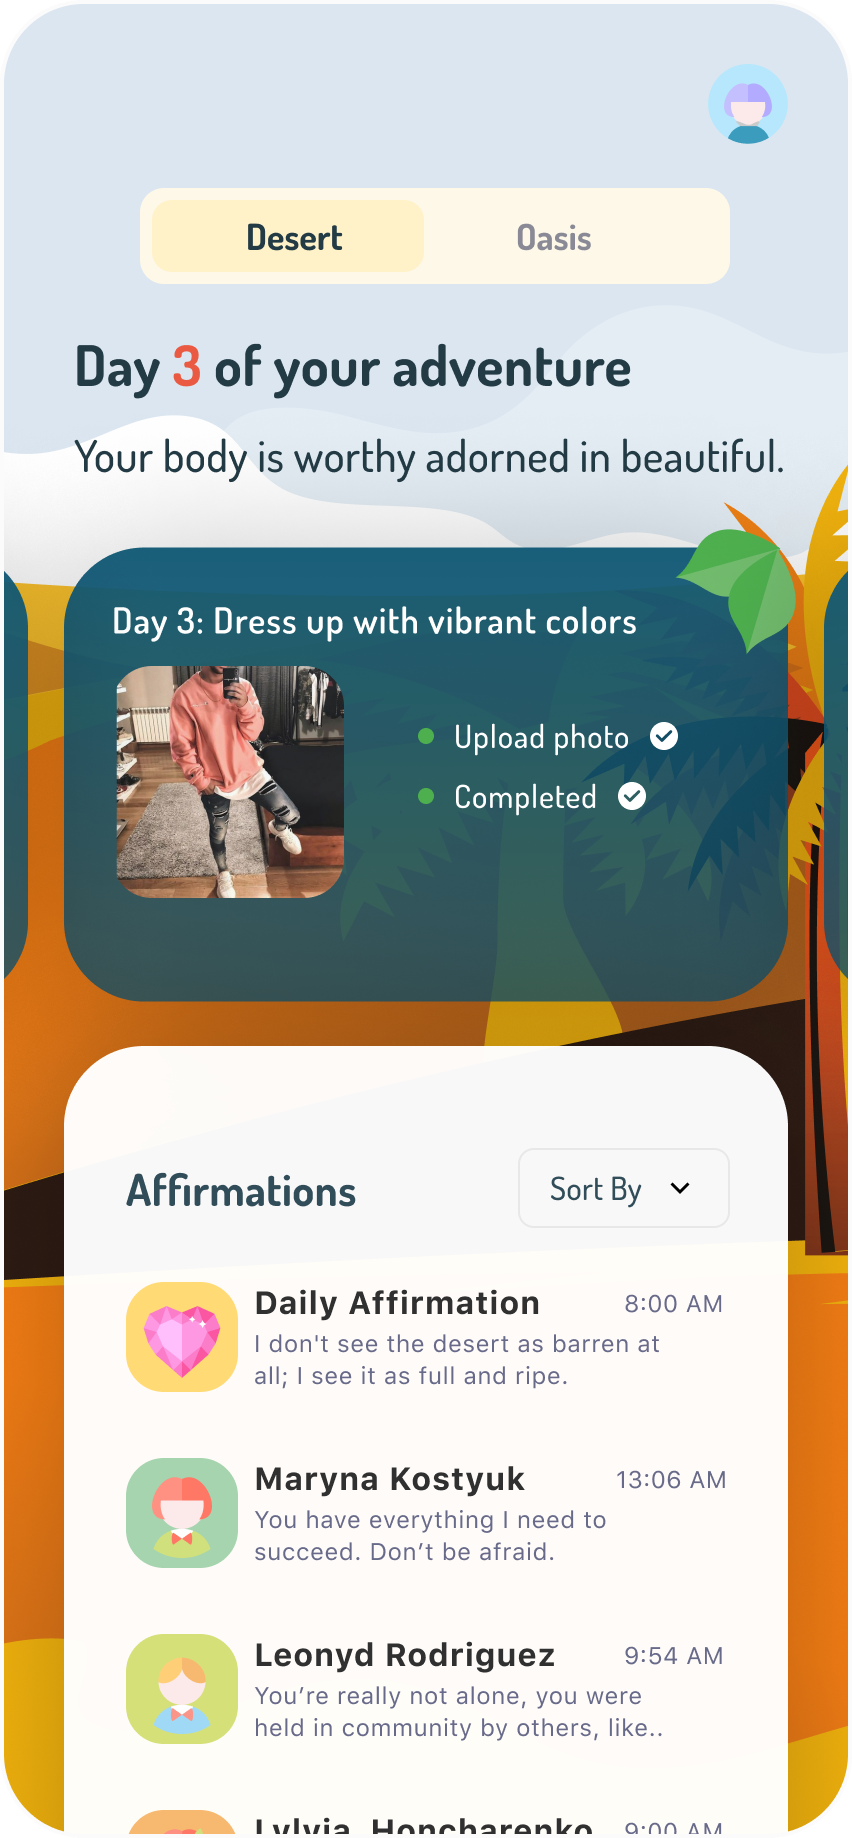 Desert
Oasis
Day 3 of your adventure
Your body is worthy adorned in beautiful.
Day 3: Dress up with vibrant colors
Upload photo
Completed
Affirmations
Sort By
Daily Affirmation 8:00 AM
I don't see the desert as barren at
all; I see it as full and ripe.
Maryna Kostyuk 13:06 AM
You have everything I need to
succeed. Don’t be afraid.
Leonyd Rodriguez 9:54 AM
You’re really not alone, you were
held in community by others, like..
Lylyia Honcharenko 9:00 AM